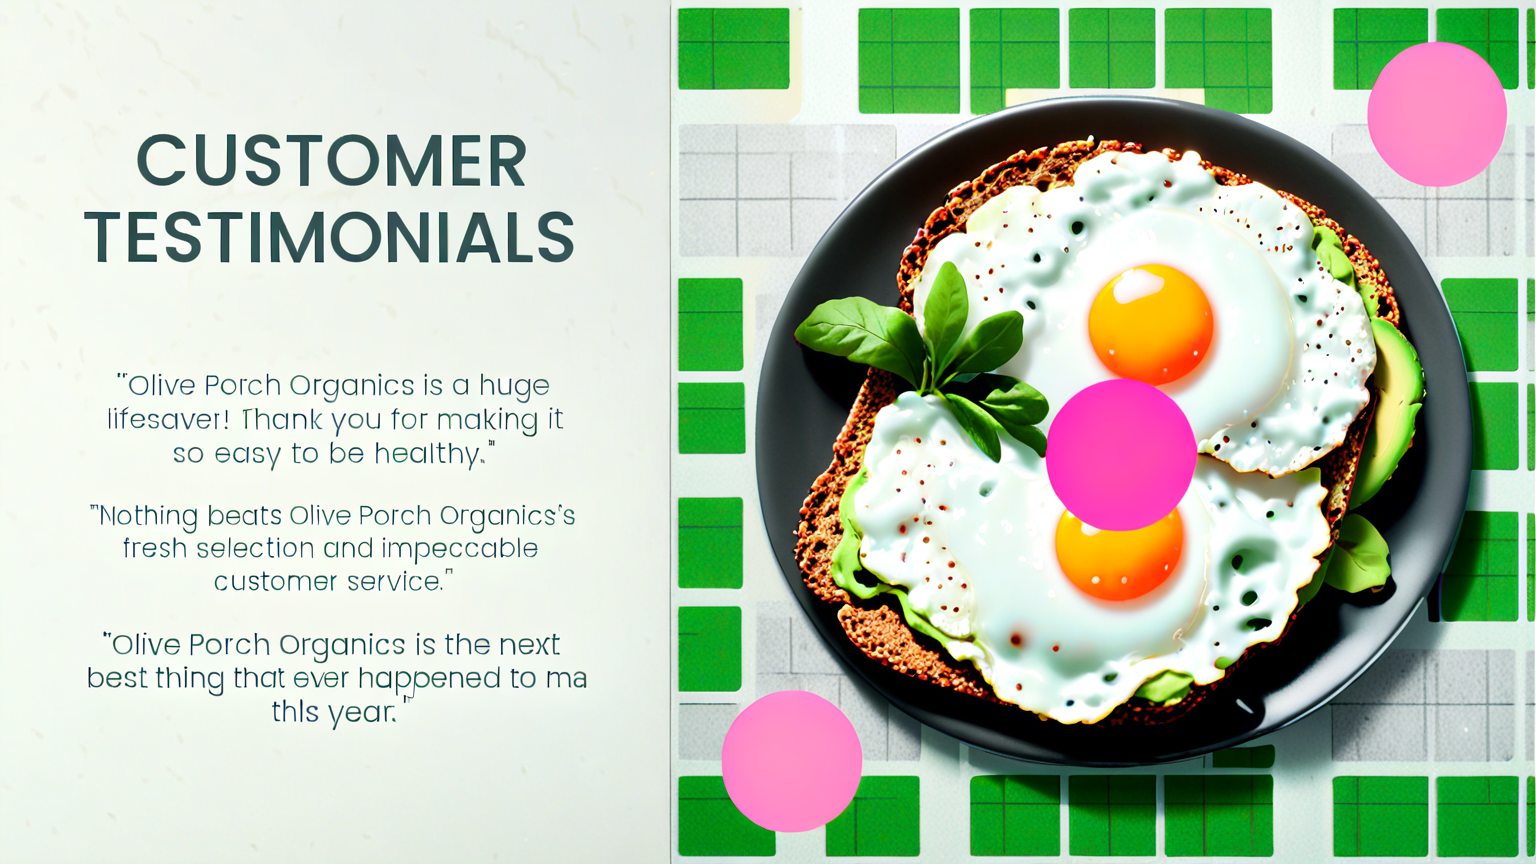 CUSTOMER
TESTIMONIALS
"Olive Porch Organics is a huge
lifesaver! Thank you for making it
so easy to be healthy."
"Nothing beats Olive Porch Organics's
fresh selection and impeccable
customer service."
"Olive Porch Organics is the next
best thing that ever happened to ma
this year."